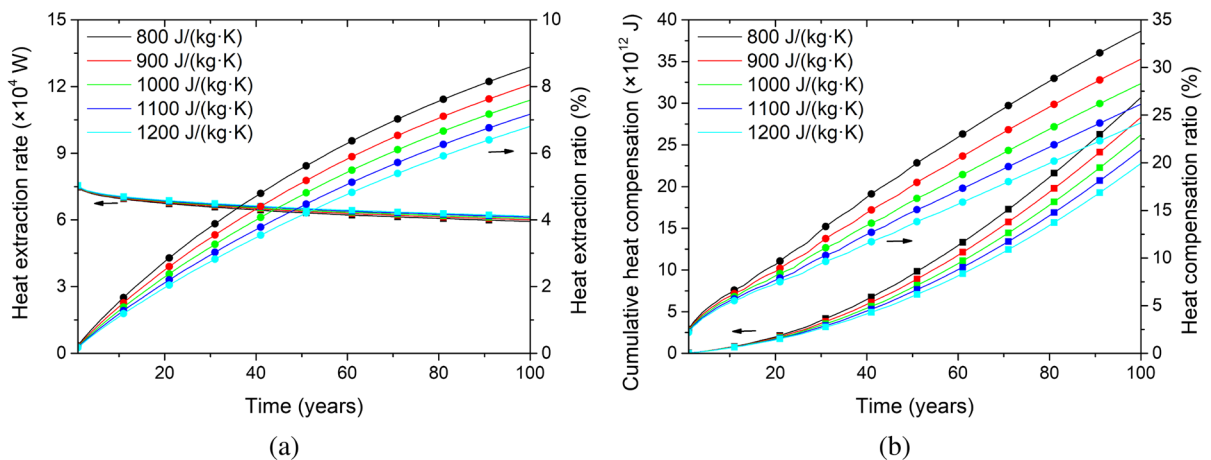 Heat extraction rate (×10⁴ W)
15
12
9
6
3
0
800 J/(kg·K)
900 J/(kg·K)
1000 J/(kg·K)
1100 J/(kg·K)
1200 J/(kg·K)
10
8
6
4
2
0
Heat extraction ratio (%)
20 40 60 80 100
Time (years)
(a)
Cumulative heat compensation (×10¹² J)
40
35
30
25
20
15
10
5
0
800 J/(kg·K)
900 J/(kg·K)
1000 J/(kg·K)
1100 J/(kg·K)
1200 J/(kg·K)
35
30
25
20
15
10
5
0
Heat compensation ratio (%)
20 40 60 80 100
Time (years)
(b)